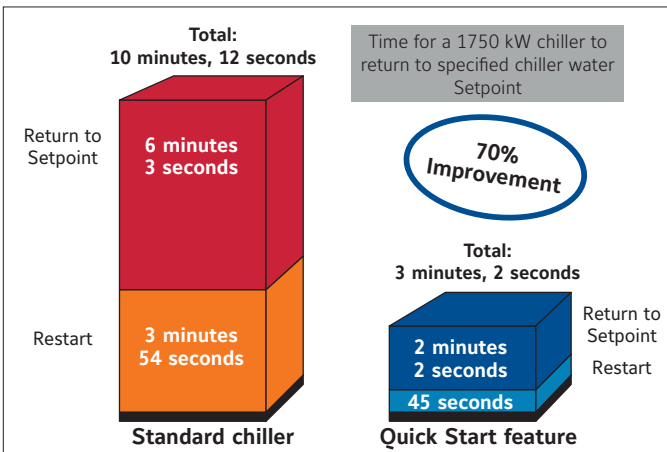 Total:
10 minutes, 12 seconds
Time for a 1750 kW chiller to
return to specified chiller water
Setpoint
Return to
Setpoint
6 minutes
3 seconds
70%
Improvement
Restart
3 minutes
54 seconds
Total:
3 minutes, 2 seconds
2 minutes
2 seconds
Return to
Setpoint
Restart
45 seconds
Standard chiller
Quick Start feature